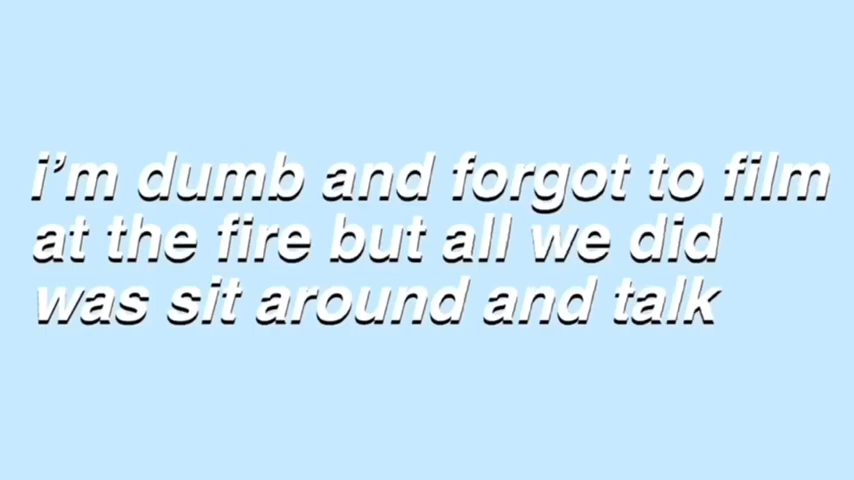 i’m dumb and forgot to film
at the fire but all we did
was sit around and talk